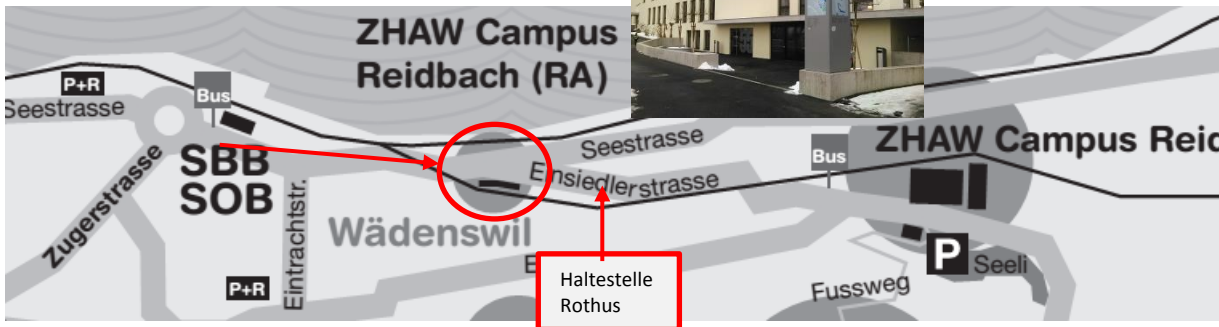 ZHAW Campus
Reidbach (RA)
P+R
Bus
Seestrasse
Seestrasse
Bus
ZHAW Campus Reid
SBB
SOB
Einsiedlerstrasse
Zugerstrasse
Eintrachtstr.
Wädenswil
P+R
E
Haltestelle
Rothus
P
Seeli
Fussweg